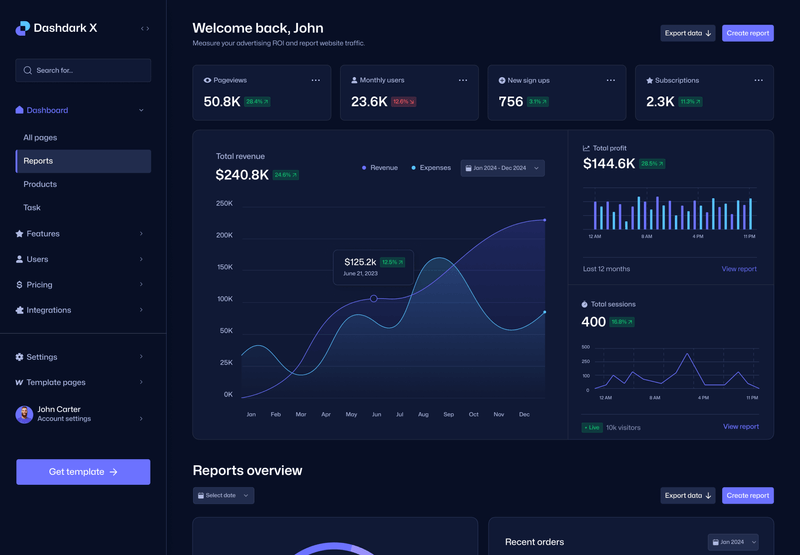 Dashdark X
Search for..
Dashboard
All pages
Reports
Products
Task
Features
Users
Pricing
Integrations
Settings
Template pages
John Carter
Account settings
Get template →
Welcome back, John
Measure your advertising ROI and report website traffic.
Export data ↓
Create report
Pageviews
50.8K 28.4% ↗
Monthly users
23.6K 12.6% ↘
New sign ups
756 3.1% ↗
Subscriptions
2.3K 11.3% ↗
Total revenue
$240.8K 24.6% ↗
Revenue
Expenses
Jan 2024 - Dec 2024
250K
200K
150K
100K
50K
25K
0K
$125.2k 12.5% ↗
June 21, 2023
Jan Feb Mar Apr May Jun Jul Aug Sep Oct Nov Dec
Total profit
$144.6K 28.5% ↗
12 AM 8 AM 4 PM 11 PM
Last 12 months
View report
Total sessions
400 16.8% ↗
500
250
100
0
12 AM 8 AM 4 PM 11 PM
Live
10k visitors
View report
Reports overview
Select date
Export data ↓
Create report
Recent orders
Jan 2024